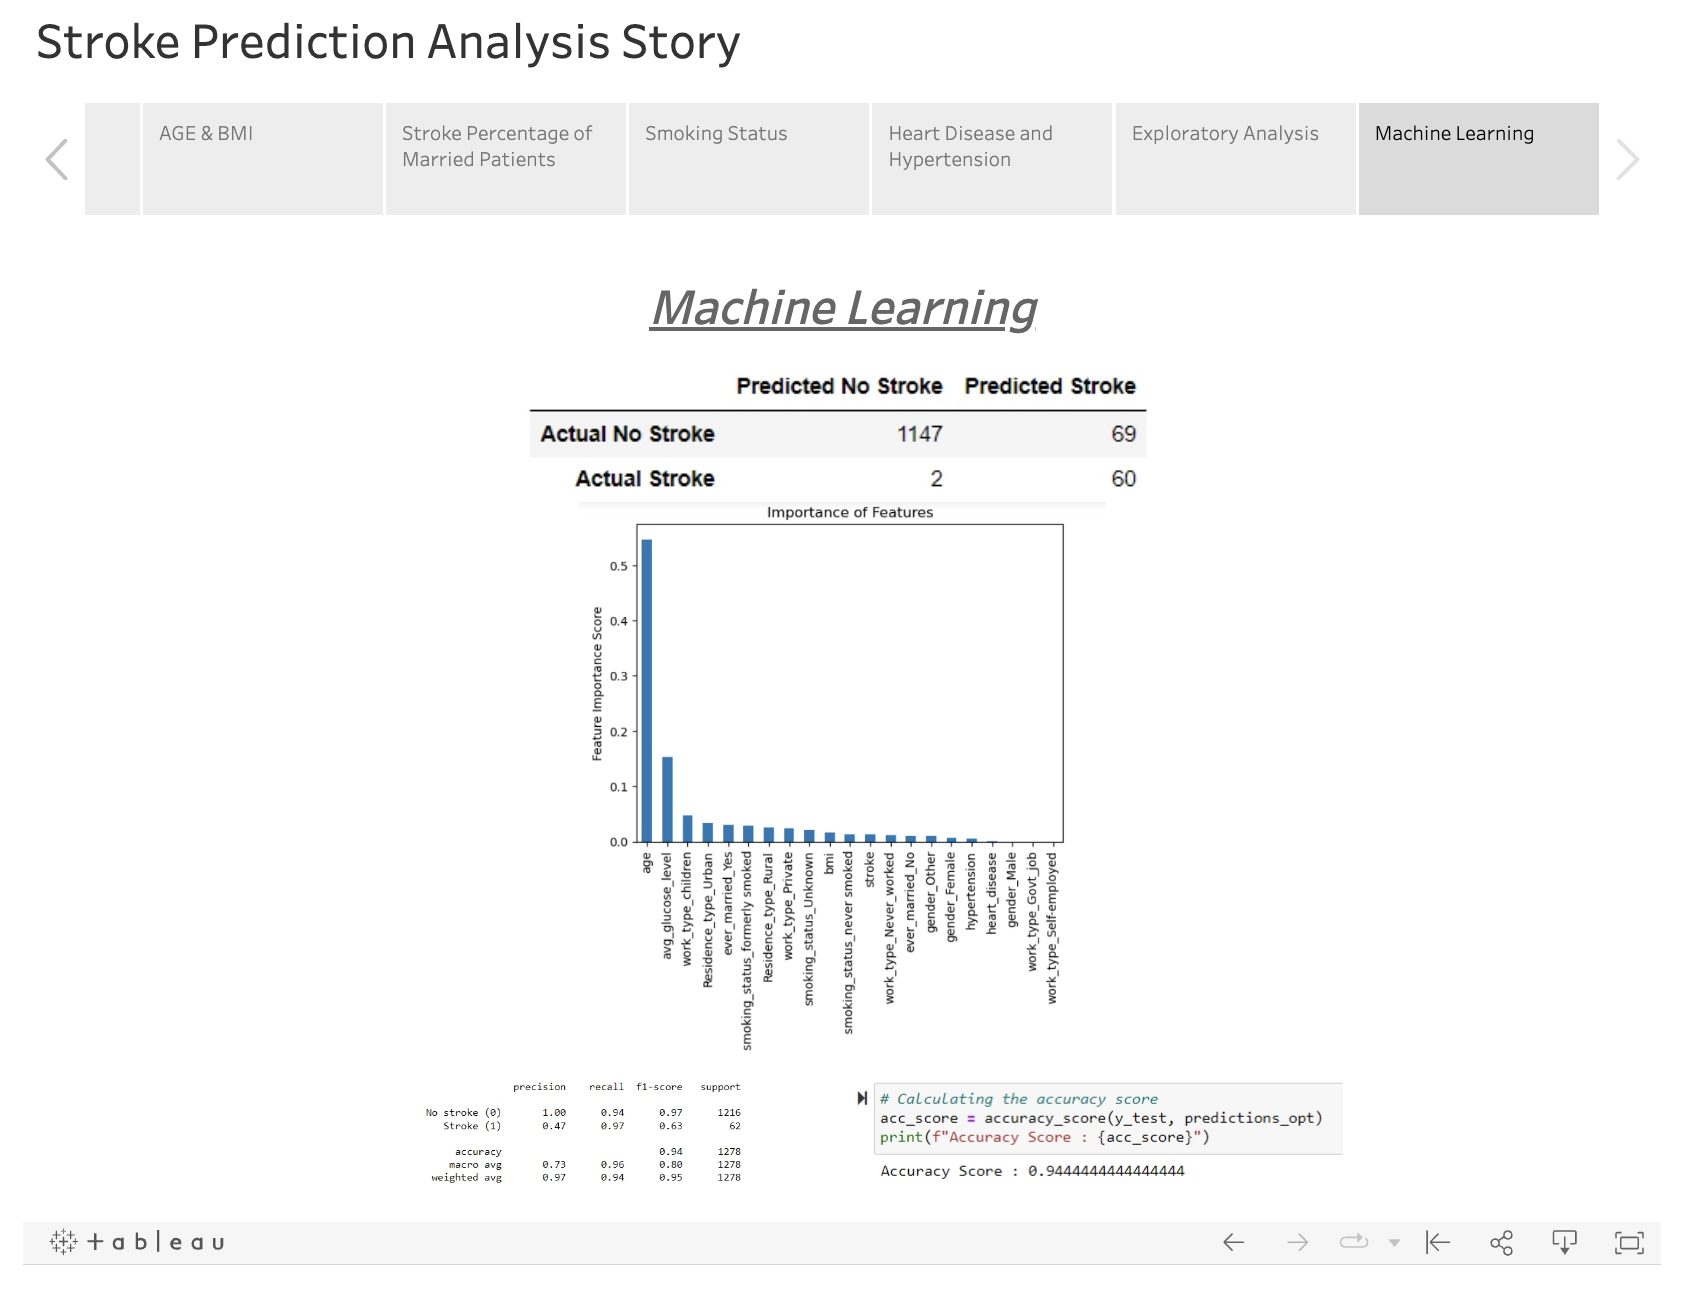 Stroke Prediction Analysis Story
AGE & BMI
Stroke Percentage of
Married Patients
Smoking Status
Heart Disease and
Hypertension
Exploratory Analysis
Machine Learning
Machine Learning
Predicted No Stroke Predicted Stroke
Actual No Stroke 1147 69
Actual Stroke 2 60
Importance of Features
Feature Importance Score
0.5
0.4
0.3
0.2
0.1
0.0
age
avg_glucose_level
work_type_children
Residence_type_Urban
ever_married_Yes
smoking_status_formerly smoked
Residence_type_Rural
work_type_Private
smoking_status_Unknown
bmi
smoking_status_never smoked
stroke
work_type_Never_worked
ever_married_No
gender_Other
gender_Female
hypertension
heart_disease
gender_Male
work_type_Govt_job
work_type_Self-employed
precision recall f1-score support
No stroke (0) 1.00 0.94 0.97 1216
Stroke (1) 0.47 0.97 0.63 62
accuracy 0.94 1278
macro avg 0.73 0.96 0.80 1278
weighted avg 0.97 0.94 0.95 1278
# Calculating the accuracy score
acc_score = accuracy_score(y_test, predictions_opt)
print(f"Accuracy Score : {acc_score}")
Accuracy Score : 0.9444444444444444
+ableau